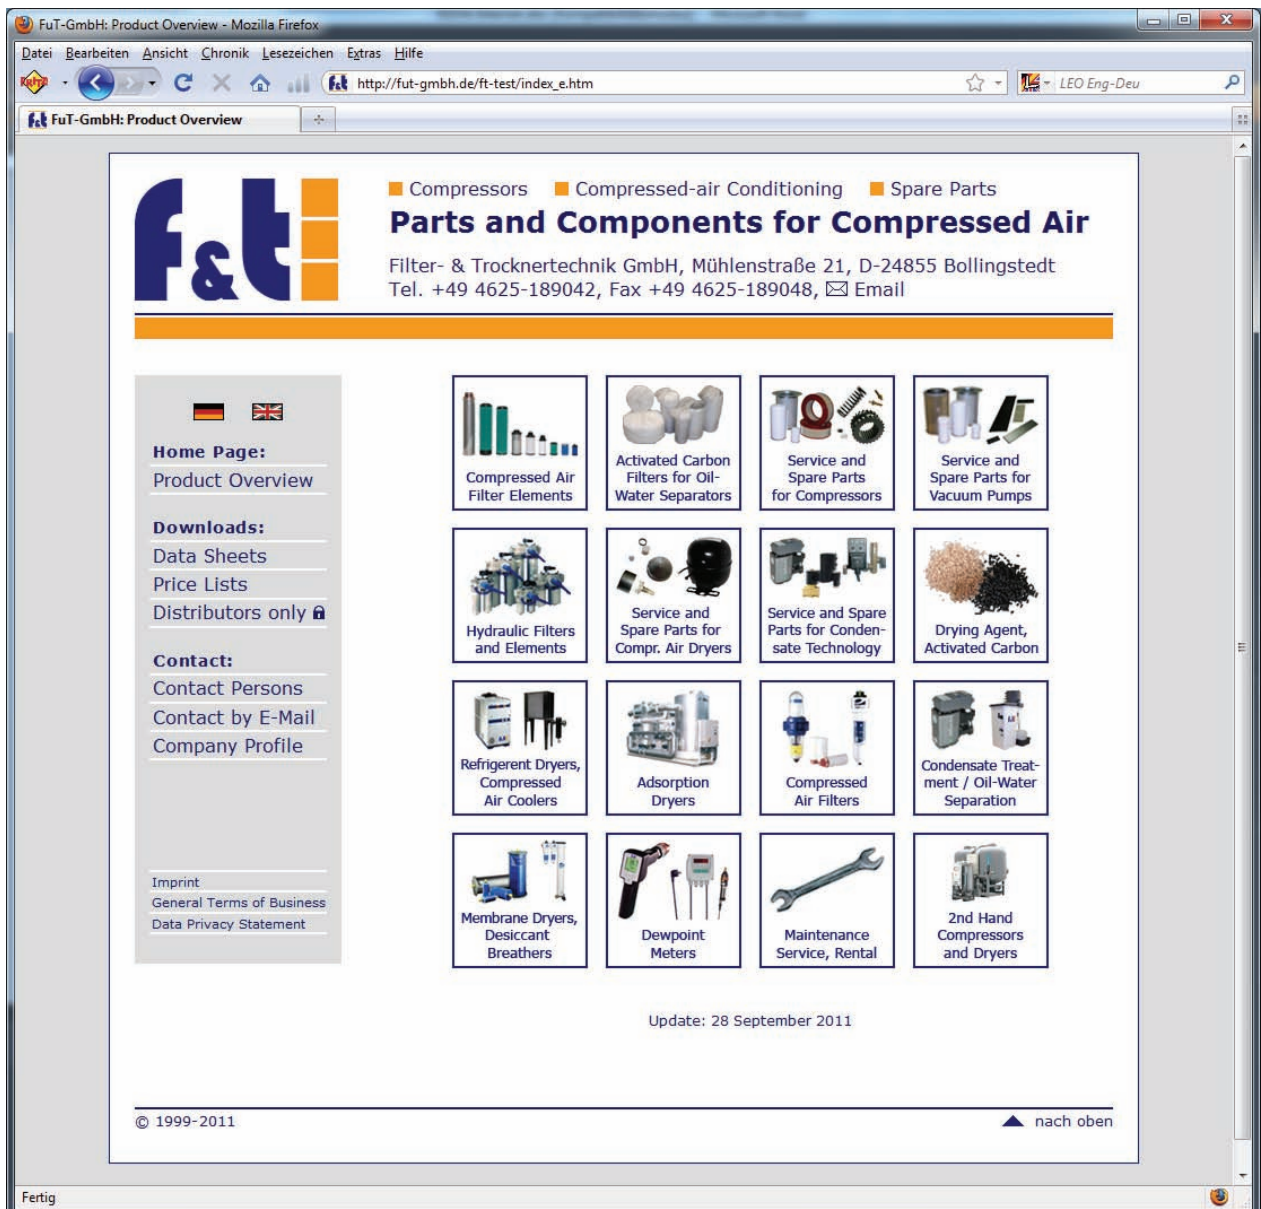 FuT-GmbH: Product Overview - Mozilla Firefox
Datei Bearbeiten Ansicht Chronik Lesezeichen Extras Hilfe
http://fut-gmbh.de/ft-test/index_e.htm
LEO Eng-Deu
FuT-GmbH: Product Overview
f&t
Compressors Compressed-air Conditioning Spare Parts
Parts and Components for Compressed Air
Filter- & Trocknertechnik GmbH, Mühlenstraße 21, D-24855 Bollingstedt
Tel. +49 4625-189042, Fax +49 4625-189048, Email
Home Page:
Product Overview
Downloads:
Data Sheets
Price Lists
Distributors only
Contact:
Contact Persons
Contact by E-Mail
Company Profile
Imprint
General Terms of Business
Data Privacy Statement
Compressed Air
Filter Elements
Activated Carbon
Filters for Oil-
Water Separators
Service and
Spare Parts
for Compressors
Service and
Spare Parts for
Vacuum Pumps
Hydraulic Filters
and Elements
Service and
Spare Parts for
Compr. Air Dryers
Service and Spare
Parts for Conden-
sate Technology
Drying Agent,
Activated Carbon
Refrigerent Dryers,
Compressed
Air Coolers
Adsorption
Dryers
Compressed
Air Filters
Condensate Treat-
ment / Oil-Water
Separation
Membrane Dryers,
Desiccant
Breathers
Dewpoint
Meters
Maintenance
Service, Rental
2nd Hand
Compressors
and Dryers
Update: 28 September 2011
© 1999-2011
nach oben
Fertig